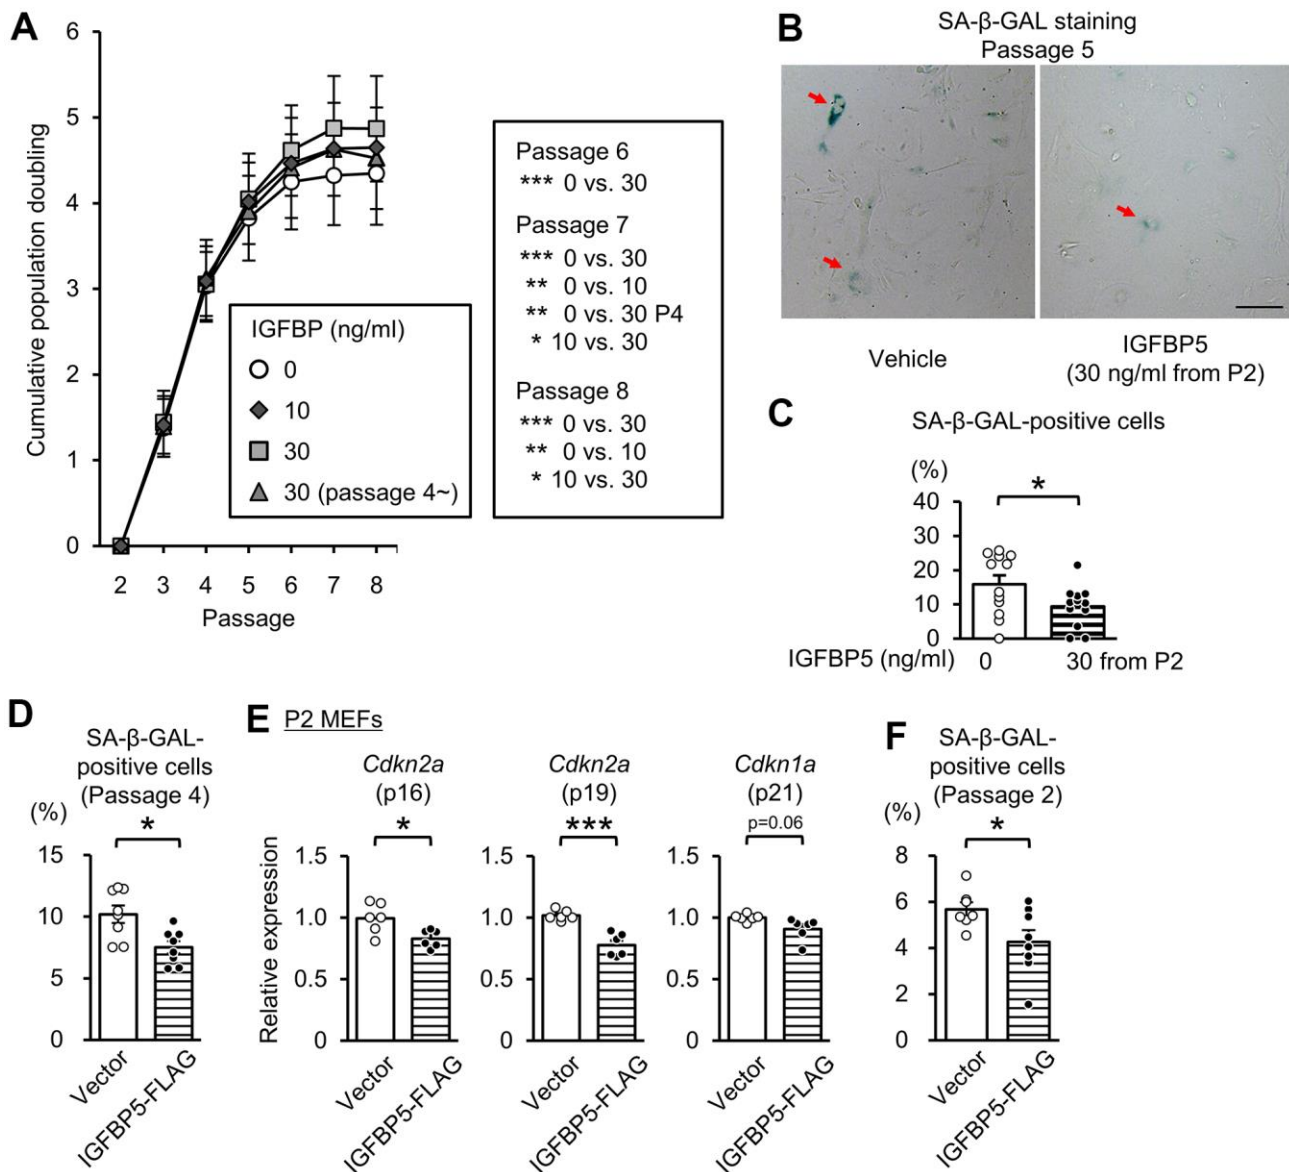 A
6
5
4
3
2
1
0
Cumulative population doubling
2 3 4 5 6 7 8
Passage
IGFBP (ng/ml)
0
10
30
30 (passage 4~)
Passage 6
*** 0 vs. 30
Passage 7
*** 0 vs. 30
** 0 vs. 10
** 0 vs. 30 P4
* 10 vs. 30
Passage 8
*** 0 vs. 30
** 0 vs. 10
* 10 vs. 30
B
SA-β-GAL staining
Passage 5
Vehicle
IGFBP5
(30 ng/ml from P2)
C
SA-β-GAL-positive cells
(%)
*
40
30
20
10
0
IGFBP5 (ng/ml) 0 30 from P2
D
SA-β-GAL-
positive cells
(Passage 4)
(%)
*
15
10
5
0
Vector
IGFBP5-FLAG
E P2 MEFs
Relative expression
Cdkn2a
(p16)
*
1.5
1.0
0.5
0
Vector
IGFBP5-FLAG
Cdkn2a
(p19)
***
1.5
1.0
0.5
0
Vector
IGFBP5-FLAG
Cdkn1a
(p21)
p=0.06
1.5
1.0
0.5
0
Vector
IGFBP5-FLAG
F
SA-β-GAL-
positive cells
(Passage 2)
(%)
*
8
6
4
2
0
Vector
IGFBP5-FLAG